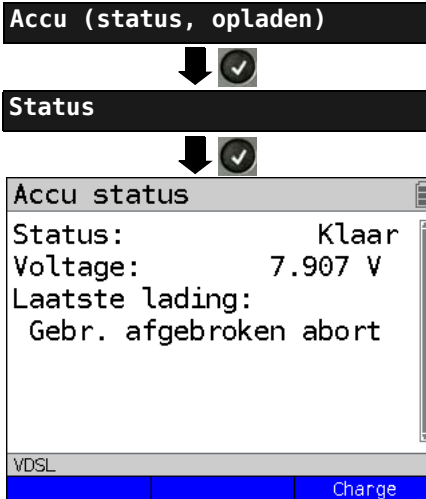 Accu (status, opladen)
Status
Accu status
Status: Klaar
Voltage: 7.907 V
Laatste lading:
Gebr. afgebroken abort
VDSL
Charge